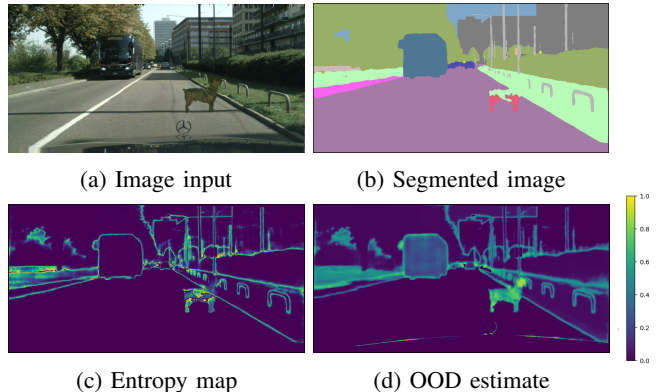 (a) Image input
(b) Segmented image
1.0
0.8
0.6
0.4
0.2
0.0
(c) Entropy map
(d) OOD estimate